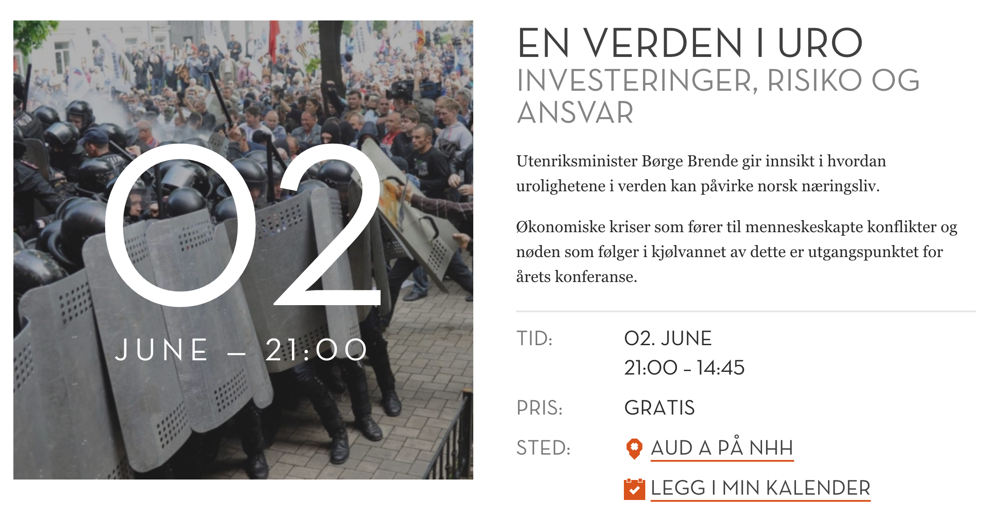 02
JUNE — 21:00
EN VERDEN I URO
INVESTERINGER, RISIKO OG
ANSVAR
Utenriksminister Børge Brende gir innsikt i hvordan
urolighetene i verden kan påvirke norsk næringsliv.
Økonomiske kriser som fører til menneskeskapte konflikter og
nøden som følger i kjølvannet av dette er utgangspunktet for
årets konferanse.
TID: 02. JUNE
21:00 – 14:45
PRIS: GRATIS
STED: AUD A PÅ NHH
LEGG I MIN KALENDER